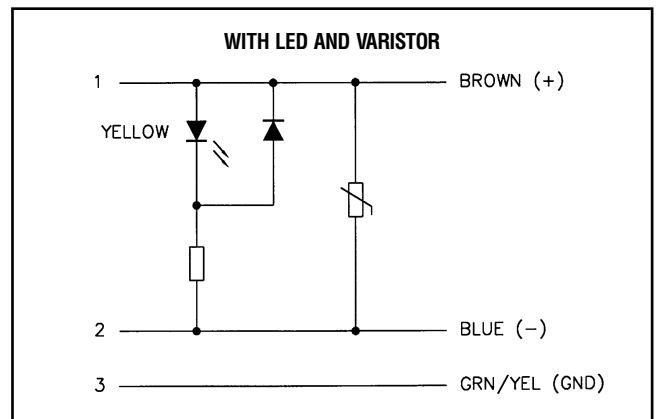 WITH LED AND VARISTOR
1 BROWN (+)
YELLOW
2 BLUE (−)
3 GRN/YEL (GND)